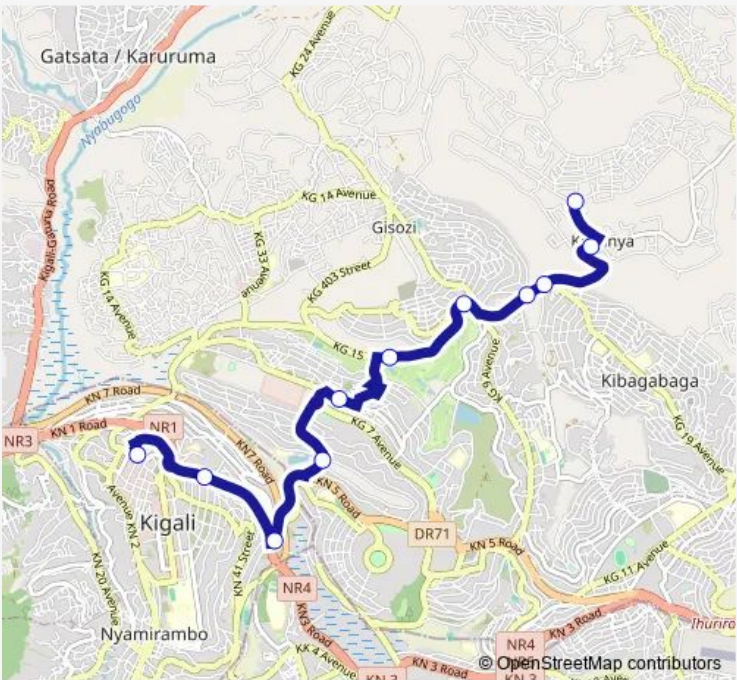 KG 24 Avenue
Gatsata / Karuruma
Nyabugogo
Kigali-Gatuna Road
KG 14 Avenue
Gisozi
KG 33 Avenue
KG 403 Street
KG 14 Avenue
KG 15
KG 9 Avenue
Kibagabaga
KN 7 Road
KG 19 Avenue
NR3
KN 1 Road
NR1
KG 7 Avenue
KN7 Road
KN 5 Road
Avenue KN 2
Kigali
DR71
KN 5 Road
KN 41 Street
KG 11 Avenue
KN 20 Avenue
NR4
KN3 Road
KN 3 Road
Nyamirambo
NR4
KK 4 Avenue
KN 3 Road
© OpenStreetMap contributors